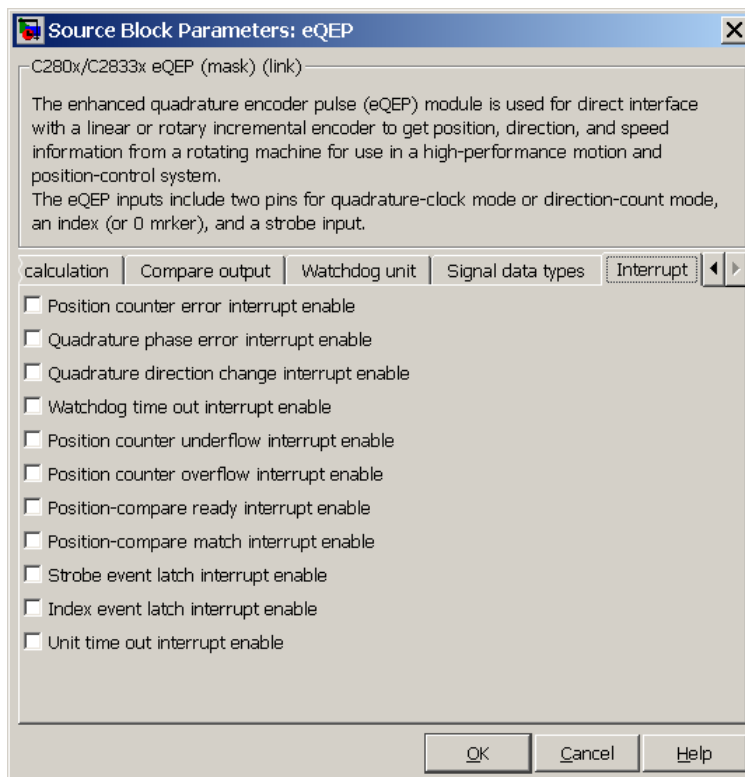 Source Block Parameters: eQEP
C280x/C2833x eQEP (mask) (link)
The enhanced quadrature encoder pulse (eQEP) module is used for direct interface
with a linear or rotary incremental encoder to get position, direction, and speed
information from a rotating machine for use in a high-performance motion and
position-control system.
The eQEP inputs include two pins for quadrature-clock mode or direction-count mode,
an index (or 0 mrker), and a strobe input.
calculation Compare output Watchdog unit Signal data types Interrupt
Position counter error interrupt enable
Quadrature phase error interrupt enable
Quadrature direction change interrupt enable
Watchdog time out interrupt enable
Position counter underflow interrupt enable
Position counter overflow interrupt enable
Position-compare ready interrupt enable
Position-compare match interrupt enable
Strobe event latch interrupt enable
Index event latch interrupt enable
Unit time out interrupt enable
OK Cancel Help